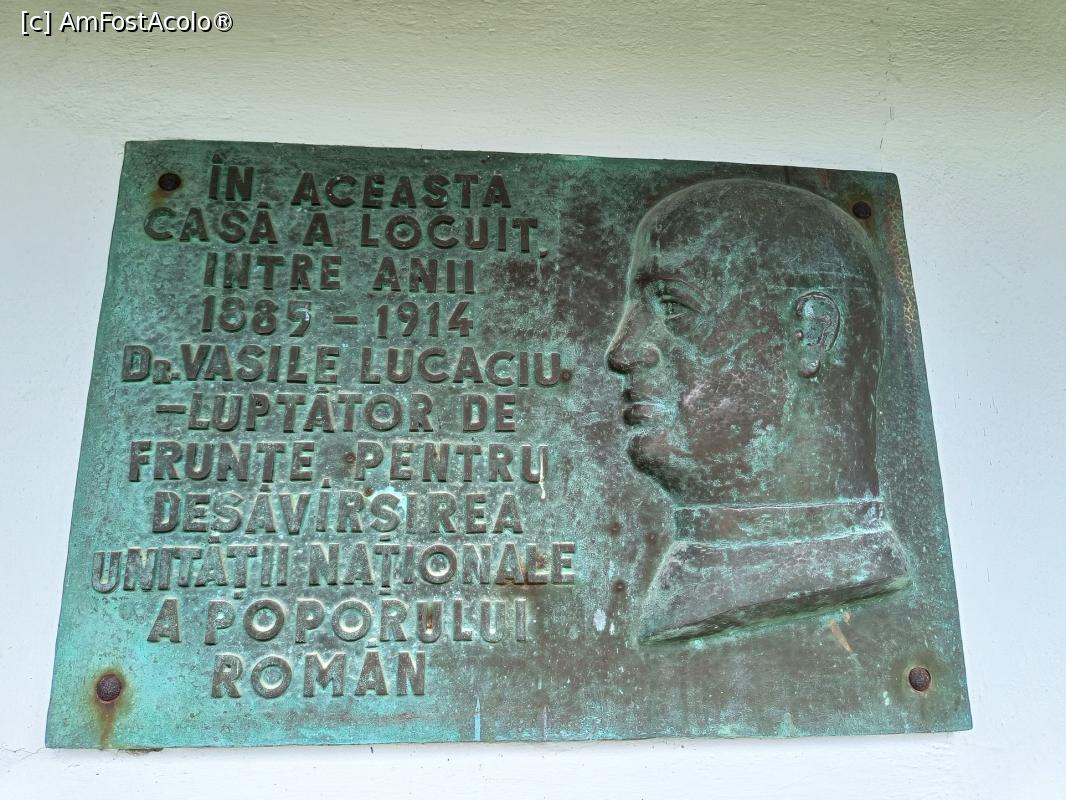 [c] AmFostAcolo®
ÎN ACEASTA
CASĂ A LOCUIT,
INTRE ANII
1885 – 1914
Dr. VASILE LUCACIU
–LUPTĂTOR DE
FRUNTE PENTRU
DESĂVÎRȘIREA
UNITĂȚII NAȚIONALE
A POPORULUI
ROMÂN